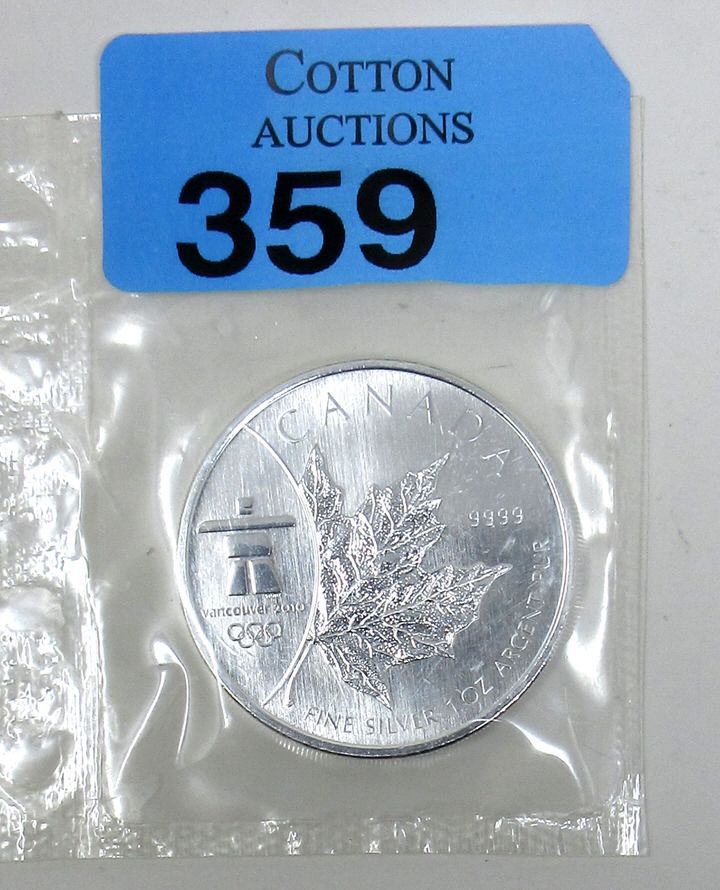 COTTON
AUCTIONS
359
CANADA
9999
vancouver 2010
FINE SILVER 1 OZ ARGENT PUR